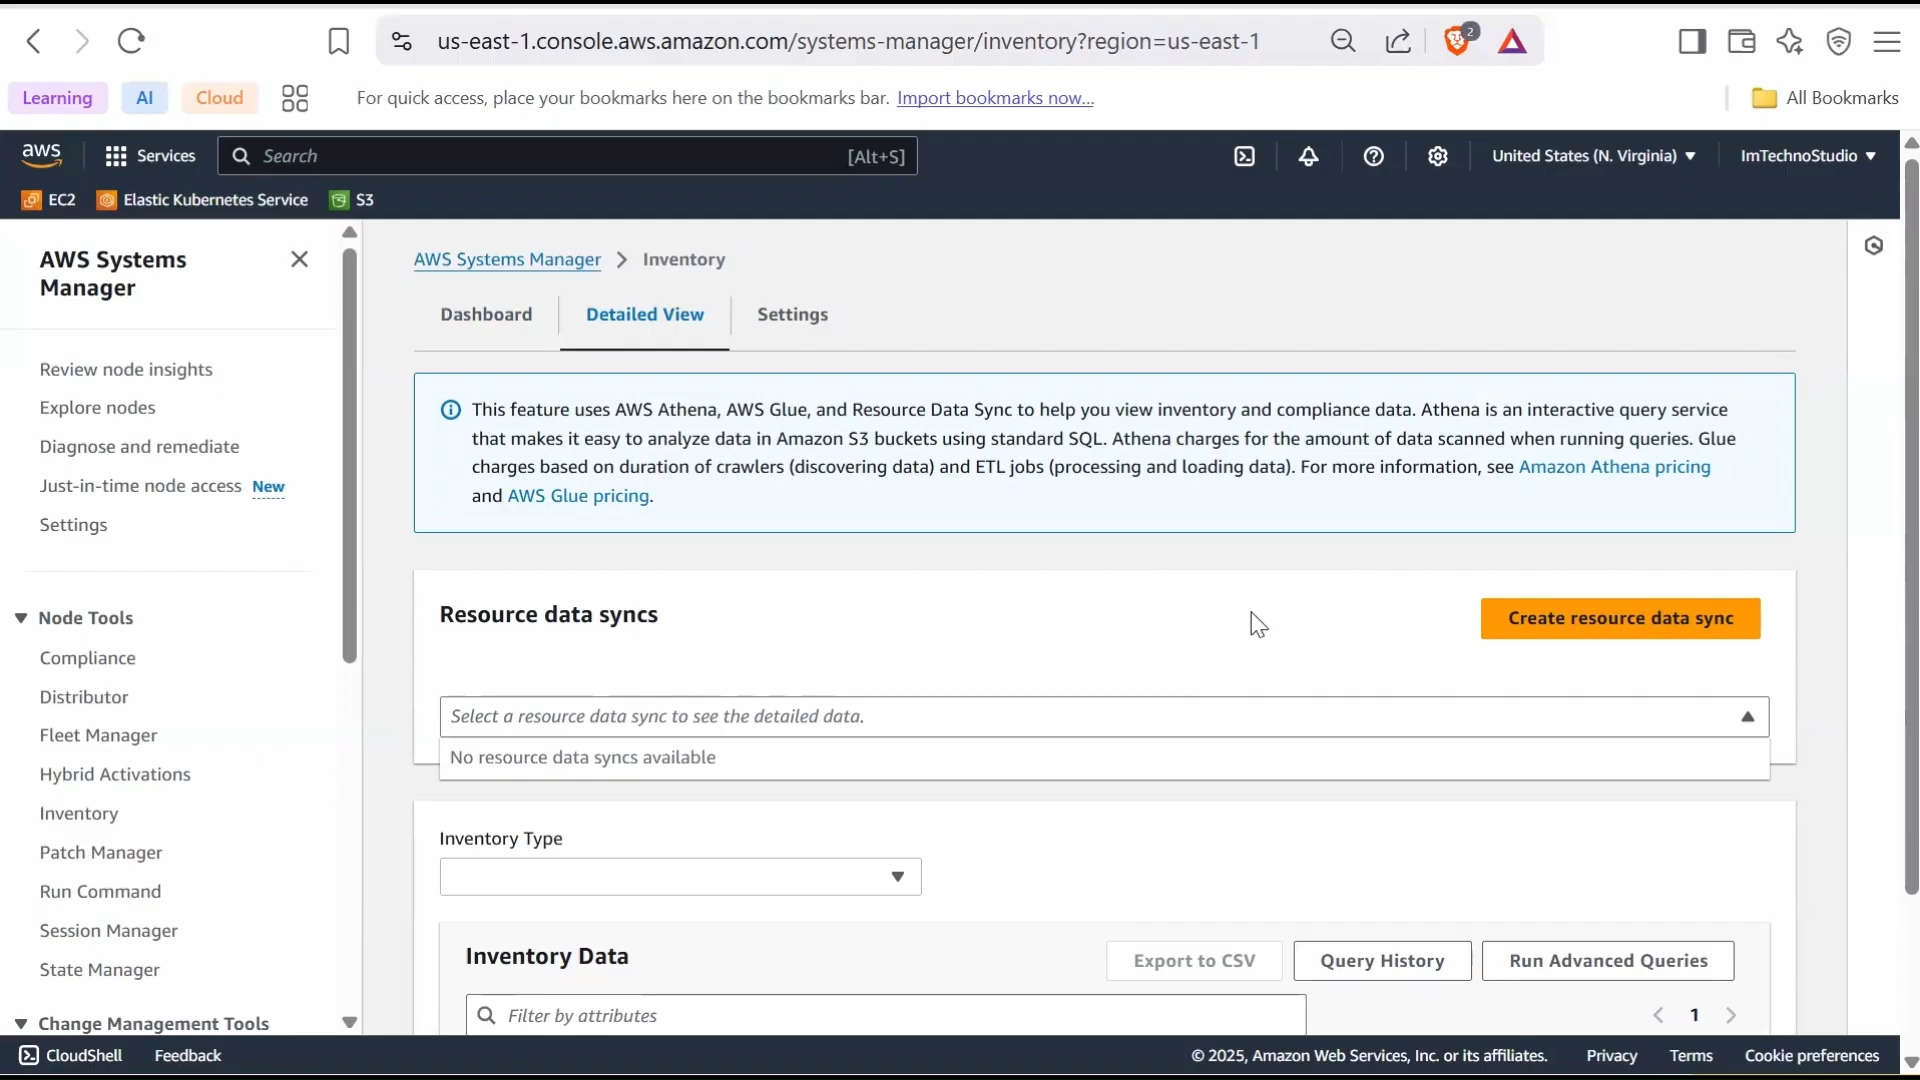 us-east-1.console.aws.amazon.com/systems-manager/inventory?region=us-east-1
2
Learning
AI
Cloud
For quick access, place your bookmarks here on the bookmarks bar. Import bookmarks now...
All Bookmarks
aws
Services
Search
[Alt+S]
United States (N. Virginia)
ImTechnoStudio
EC2
Elastic Kubernetes Service
S3
AWS Systems
Manager
Review node insights
Explore nodes
Diagnose and remediate
Just-in-time node access New
Settings
Node Tools
Compliance
Distributor
Fleet Manager
Hybrid Activations
Inventory
Patch Manager
Run Command
Session Manager
State Manager
Change Management Tools
AWS Systems Manager > Inventory
Dashboard
Detailed View
Settings
This feature uses AWS Athena, AWS Glue, and Resource Data Sync to help you view inventory and compliance data. Athena is an interactive query service
that makes it easy to analyze data in Amazon S3 buckets using standard SQL. Athena charges for the amount of data scanned when running queries. Glue
charges based on duration of crawlers (discovering data) and ETL jobs (processing and loading data). For more information, see Amazon Athena pricing
and AWS Glue pricing.
Resource data syncs
Create resource data sync
Select a resource data sync to see the detailed data.
No resource data syncs available
Inventory Type
Inventory Data
Export to CSV
Query History
Run Advanced Queries
Filter by attributes
1
CloudShell
Feedback
© 2025, Amazon Web Services, Inc. or its affiliates.
Privacy
Terms
Cookie preferences